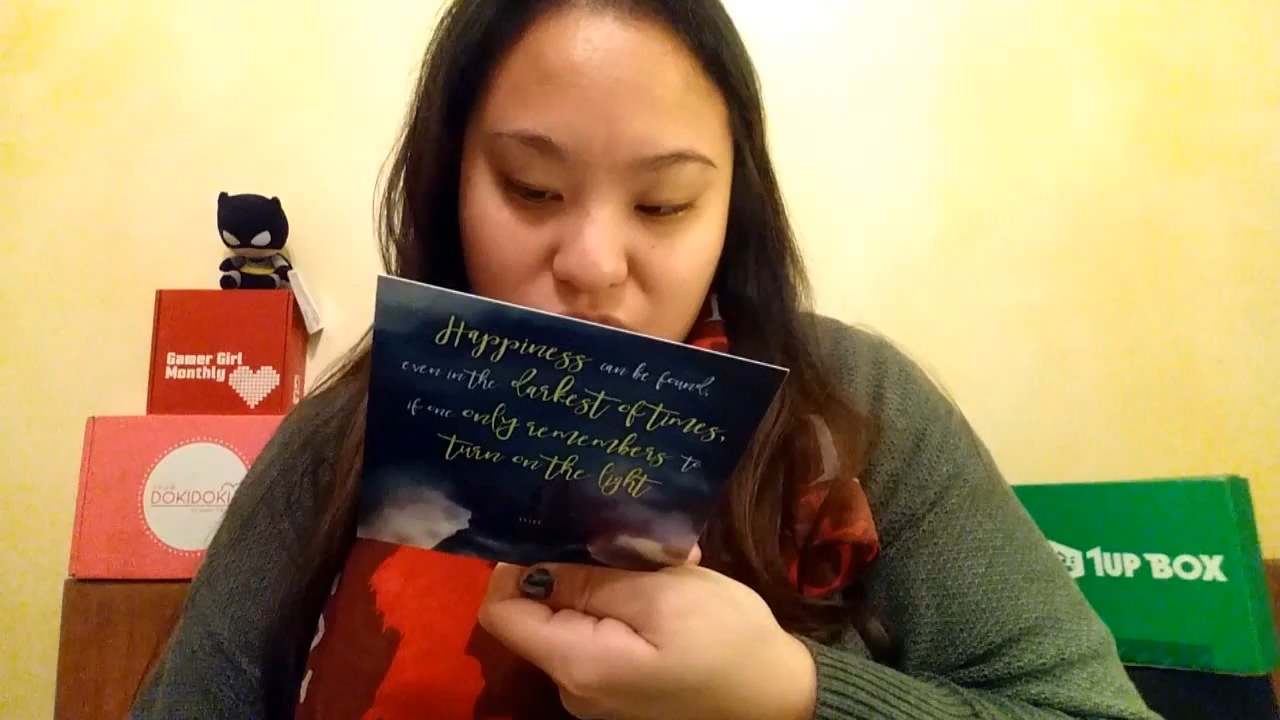 Happiness can be found,
even in the darkest of times,
if one only remembers to
turn on the light
Gamer Girl
Monthly
DOKIDOKI
1UP BOX